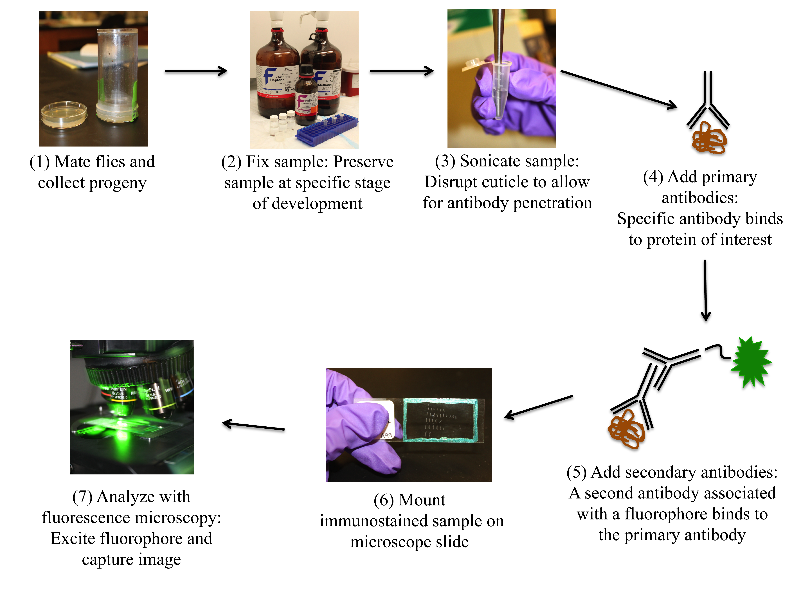 (1) Mate flies and
collect progeny
(2) Fix sample: Preserve
sample at specific stage
of development
(3) Sonicate sample:
Disrupt cuticle to allow
for antibody penetration
(4) Add primary
antibodies:
Specific antibody binds
to protein of interest
(5) Add secondary antibodies:
A second antibody associated
with a fluorophore binds to
the primary antibody
(6) Mount
immunostained sample on
microscope slide
(7) Analyze with
fluorescence microscopy:
Excite fluorophore and
capture image